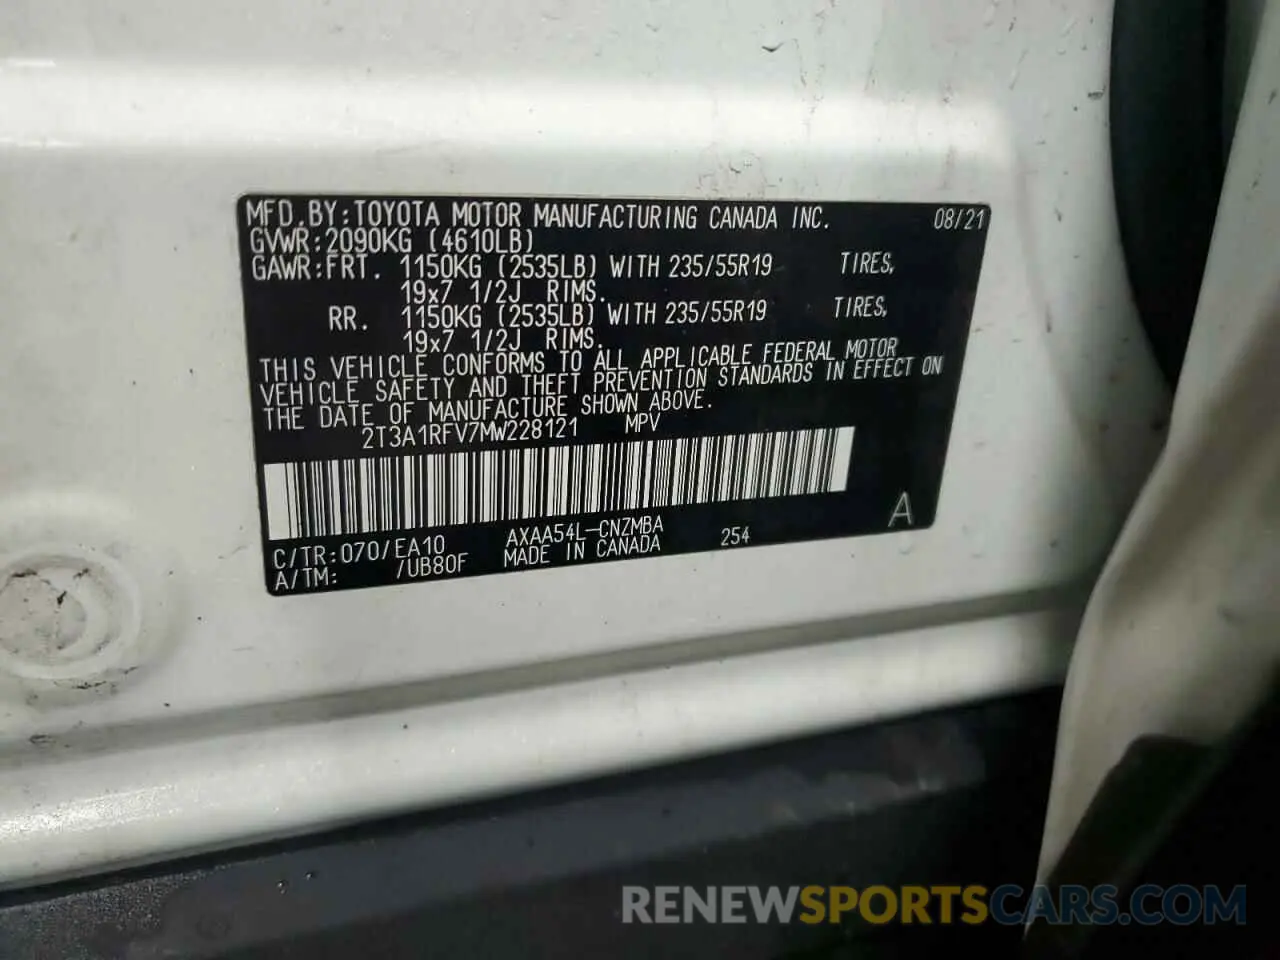 MFD.BY:TOYOTA MOTOR MANUFACTURING CANADA INC. 08/21
GVWR:2090KG (4610LB)
GAWR:FRT. 1150KG (2535LB) WITH 235/55R19 TIRES,
19x7 1/2J RIMS.
RR. 1150KG (2535LB) WITH 235/55R19 TIRES,
19x7 1/2J RIMS.
THIS VEHICLE CONFORMS TO ALL APPLICABLE FEDERAL MOTOR
VEHICLE SAFETY AND THEFT PREVENTION STANDARDS IN EFFECT ON
THE DATE OF MANUFACTURE SHOWN ABOVE.
2T3A1RFV7MW228121 MPV
A
C/TR:070/EA10 AXAA54L-CNZMBA 254
A/TM: /UB80F MADE IN CANADA
RENEWSPORTSCARS.COM